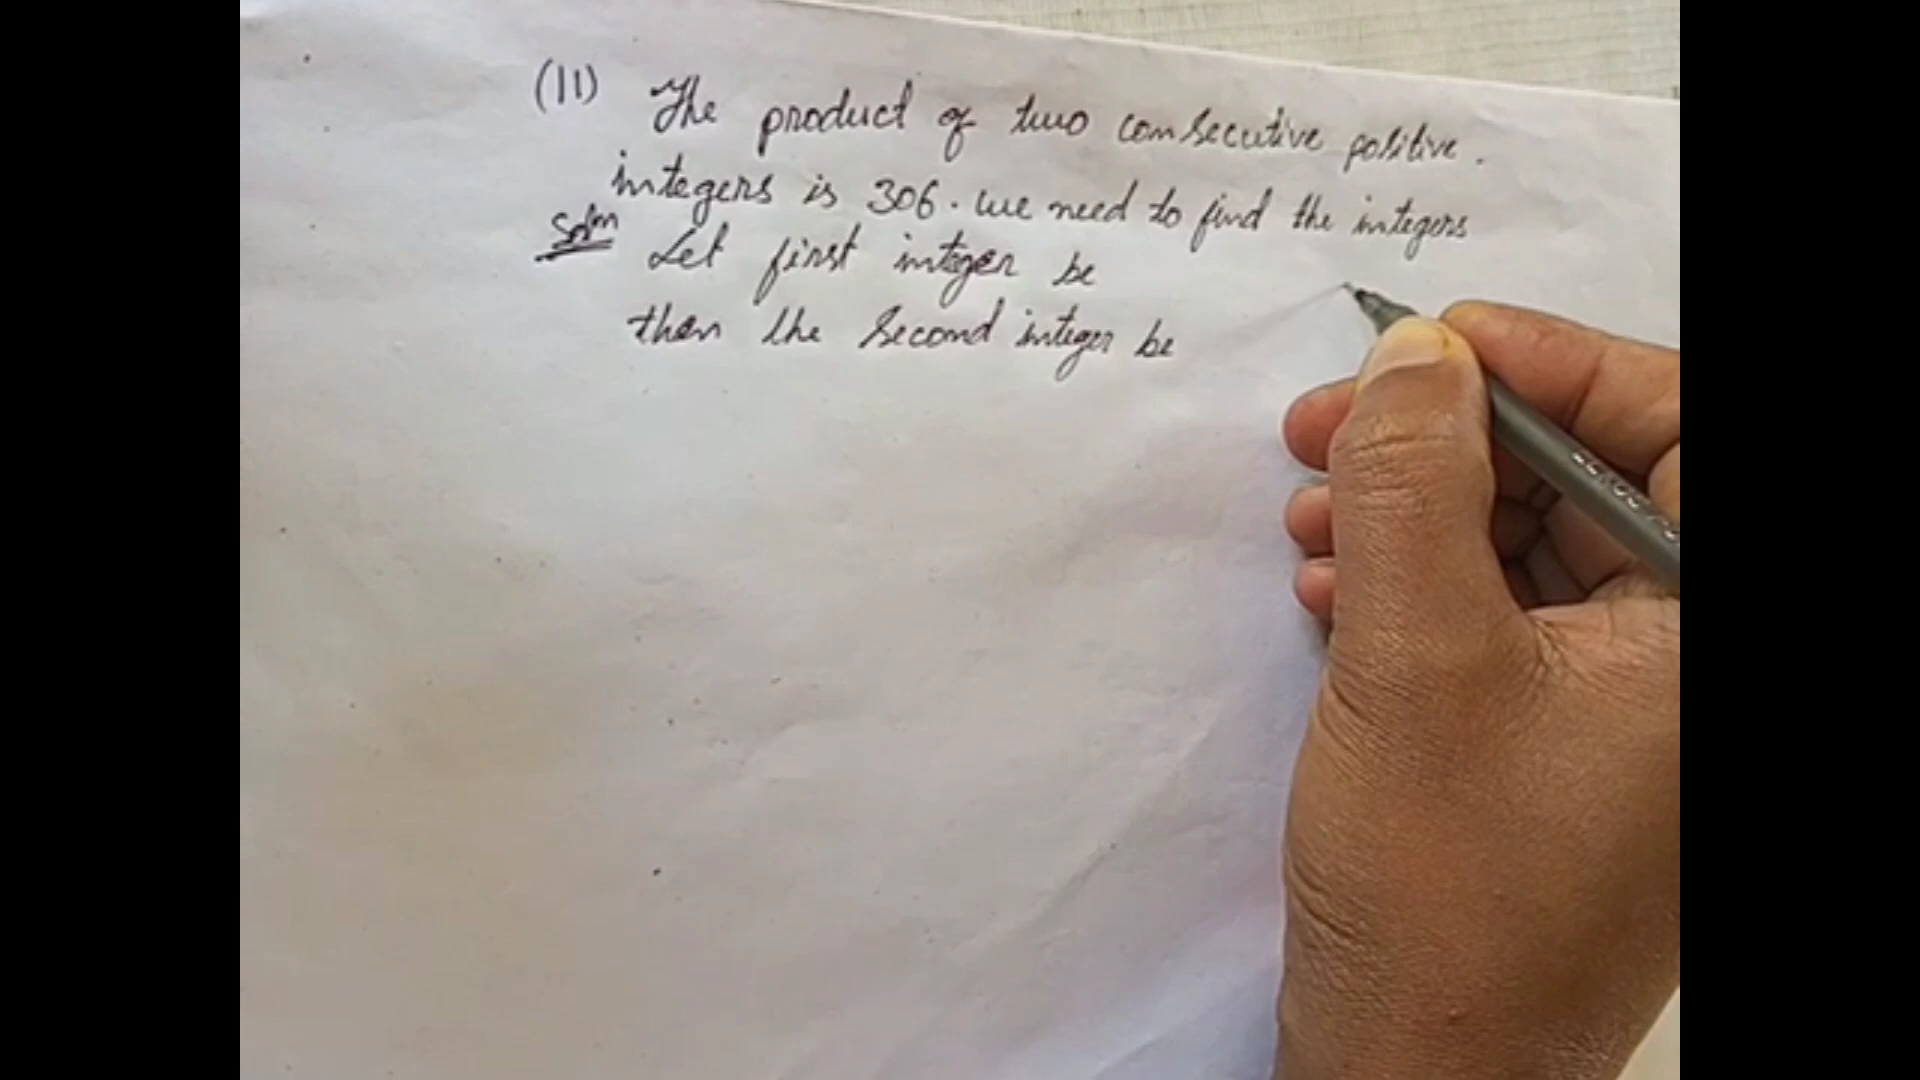 (11) The product of two consecutive positive.
integers is 306. we need to find the integers
Soln Let first integer be
then the second integer be